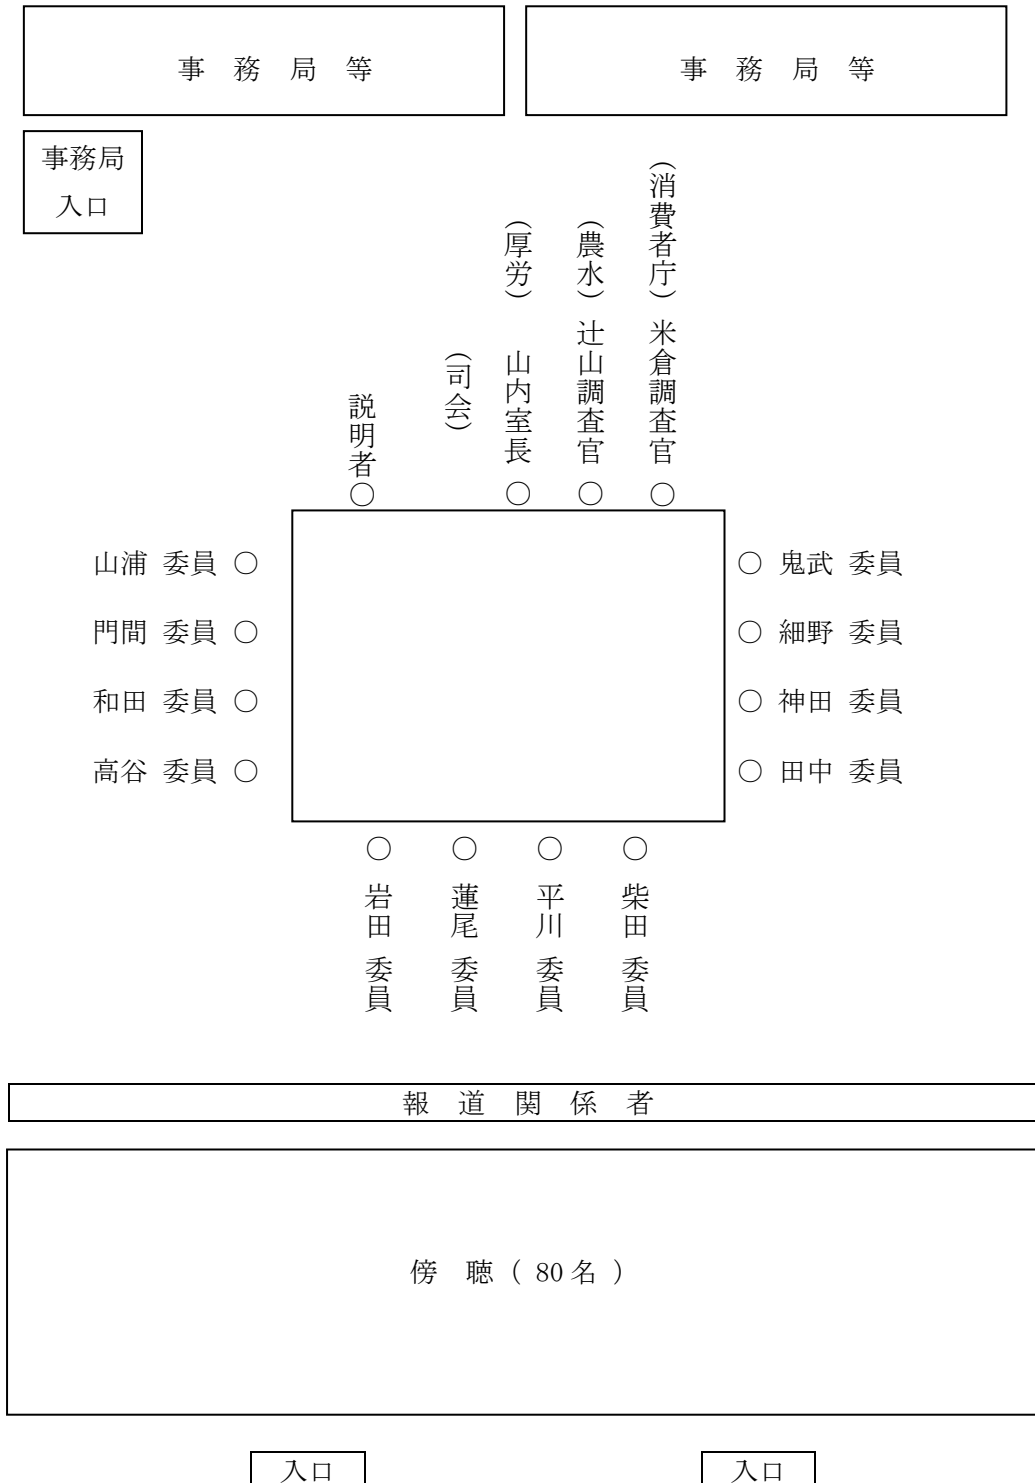 事 務 局 等
事 務 局 等
事務局
入口
(消費者庁) 米倉調査官 ○
(農水) 辻山調査官 ○
(厚労) 山内室長 ○
(司会)
説明者 ○
山浦 委員 ○
門間 委員 ○
和田 委員 ○
高谷 委員 ○
○ 鬼武 委員
○ 細野 委員
○ 神田 委員
○ 田中 委員
○ 岩田 委員
○ 蓮尾 委員
○ 平川 委員
○ 柴田 委員
報 道 関 係 者
傍 聴 ( 80 名 )
入口
入口